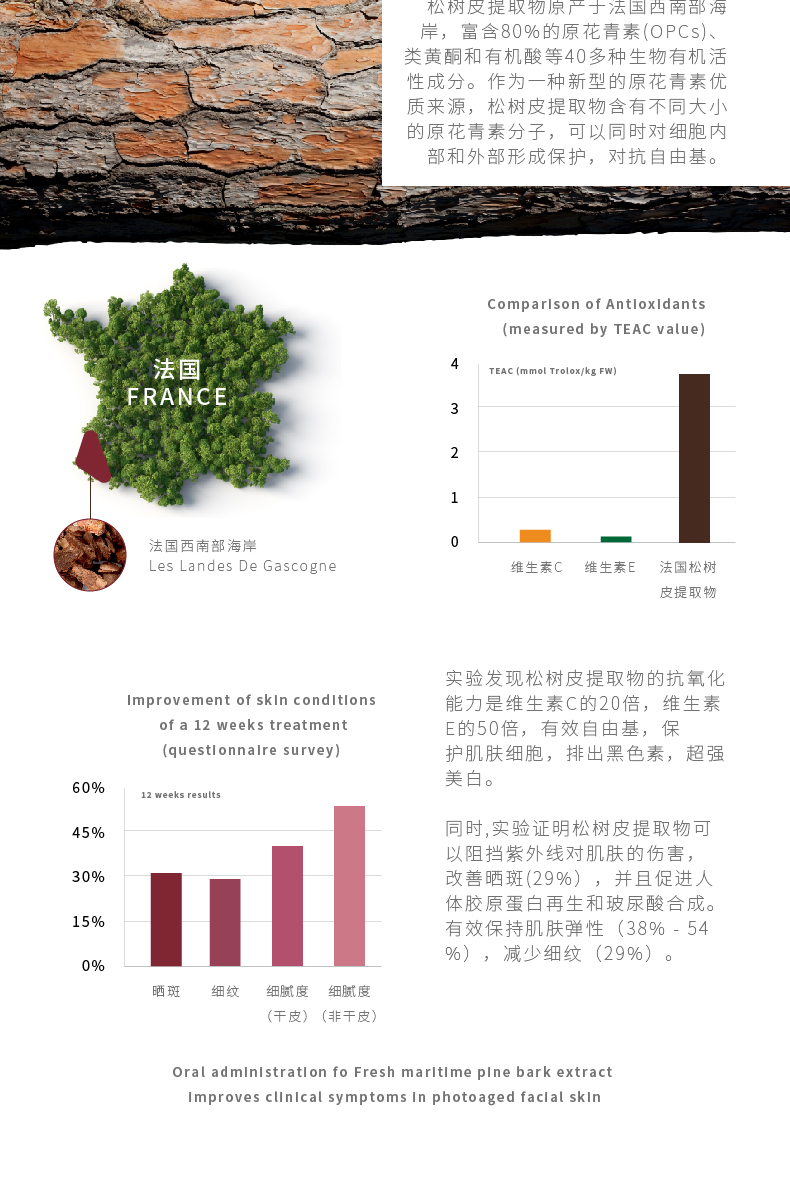 松树皮提取物原产于法国西南部海
岸，富含80%的原花青素(OPCs)、
类黄酮和有机酸等40多种生物有机活
性成分。作为一种新型的原花青素优
质来源，松树皮提取物含有不同大小
的原花青素分子，可以同时对细胞内
部和外部形成保护，对抗自由基。
法国
FRANCE
法国西南部海岸
Les Landes De Gascogne
Comparison of Antioxidants
(measured by TEAC value)
TEAC (mmol Trolox/kg FW)
4
3
2
1
0
维生素C 维生素E 法国松树
皮提取物
Improvement of skin conditions
of a 12 weeks treatment
(questionnaire survey)
12 weeks results
60%
45%
30%
15%
0%
晒斑 细纹 细腻度 细腻度
（干皮）（非干皮）
实验发现松树皮提取物的抗氧化
能力是维生素C的20倍，维生素
E的50倍，有效自由基，保
护肌肤细胞，排出黑色素，超强
美白。
同时,实验证明松树皮提取物可
以阻挡紫外线对肌肤的伤害，
改善晒斑(29%），并且促进人
体胶原蛋白再生和玻尿酸合成。
有效保持肌肤弹性（38% - 54
%），减少细纹（29%）。
Oral administration fo Fresh maritime pine bark extract
improves clinical symptoms in photoaged facial skin